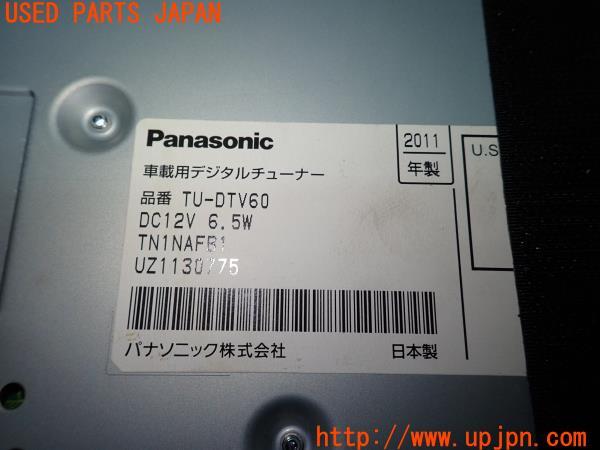 USED PARTS JAPAN
Panasonic
2011
年製
U.S
車載用デジタルチューナー
品番 TU-DTV60
DC12V 6.5W
TN1NAFB1
UZ1130775
パナソニック株式会社
日本製
http://www.upjpn.com